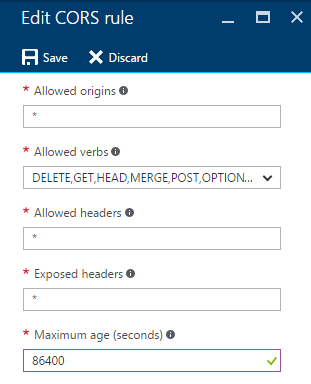 Edit CORS rule
Save Discard
* Allowed origins
*
* Allowed verbs
DELETE,GET,HEAD,MERGE,POST,OPTION...
* Allowed headers
*
* Exposed headers
*
* Maximum age (seconds)
86400